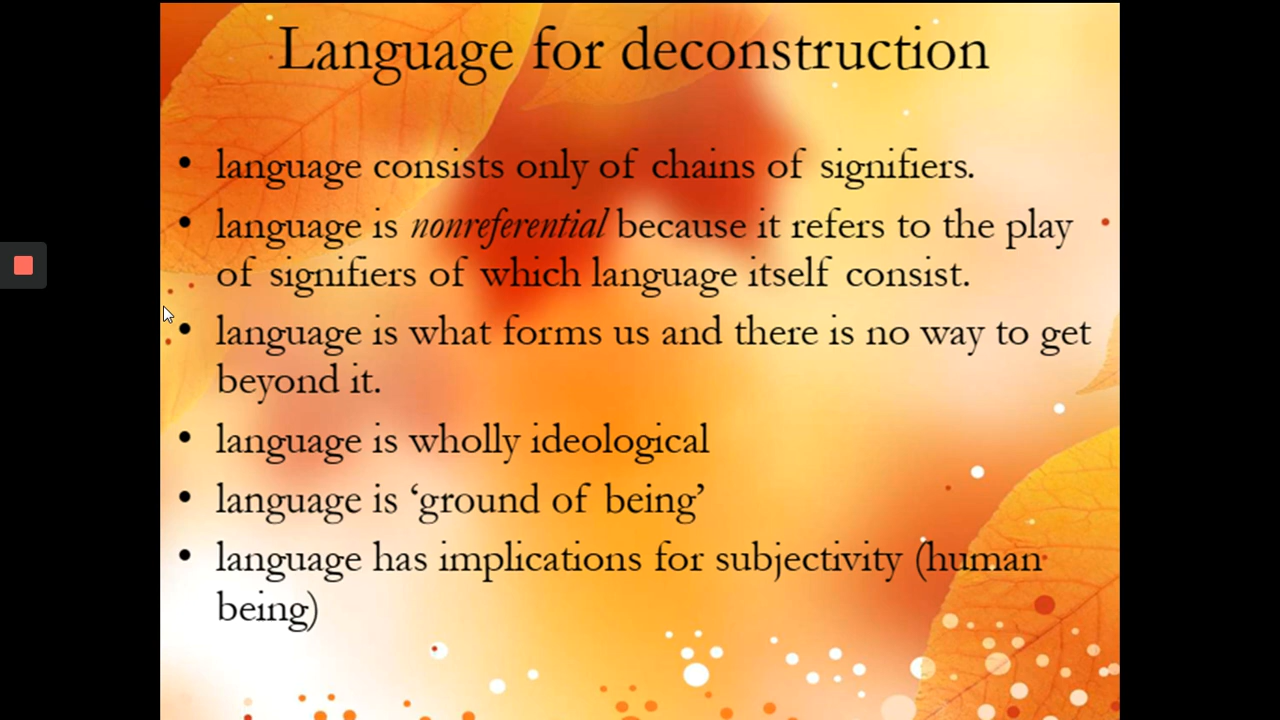 Language for deconstruction
• language consists only of chains of signifiers.
• language is nonreferential because it refers to the play
of signifiers of which language itself consist.
• language is what forms us and there is no way to get
beyond it.
• language is wholly ideological
• language is ‘ground of being’
• language has implications for subjectivity (human
being)